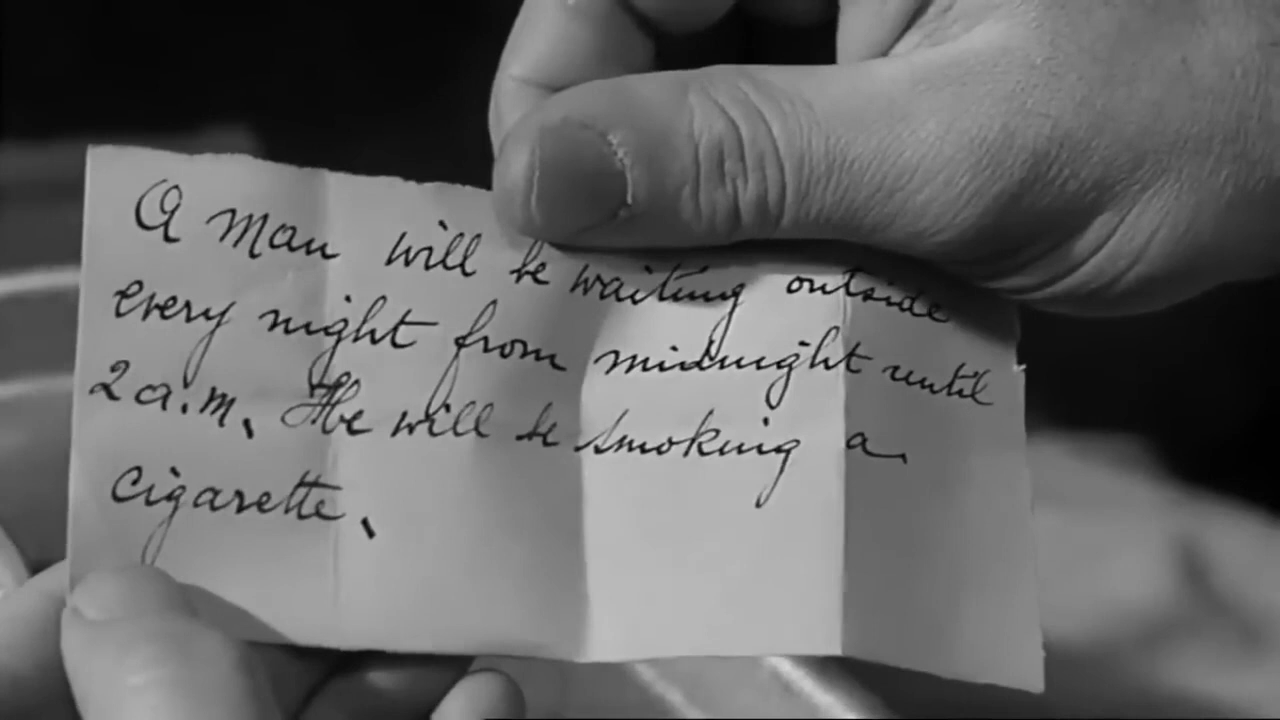 A man will be waiting outside
every night from midnight until
2 a.m. He will be smoking a
cigarette.